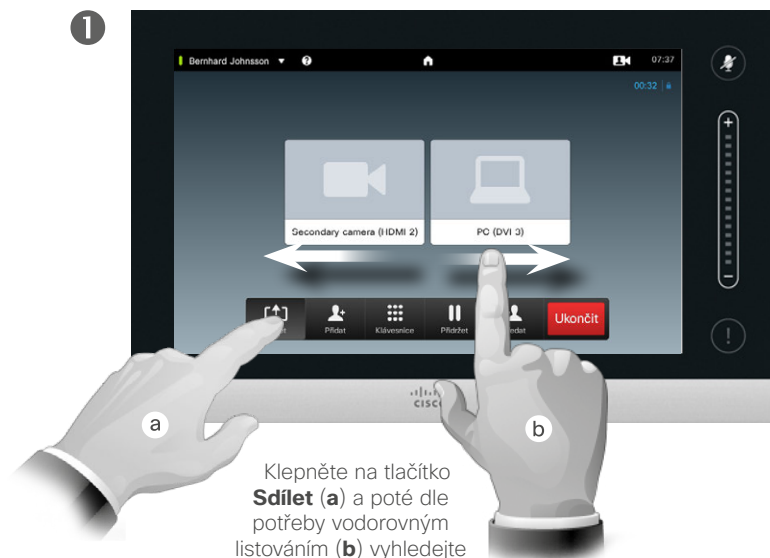 1
Bernhard Johnsson ? 07:37
00:32
Secondary camera (HDMI 2) PC (DVI 3)
Přidat Klávesnice Přidržet Ukončit
CISCO
a b
Klepněte na tlačítko
Sdílet (a) a poté dle
potřeby vodorovným
listováním (b) vyhledejte